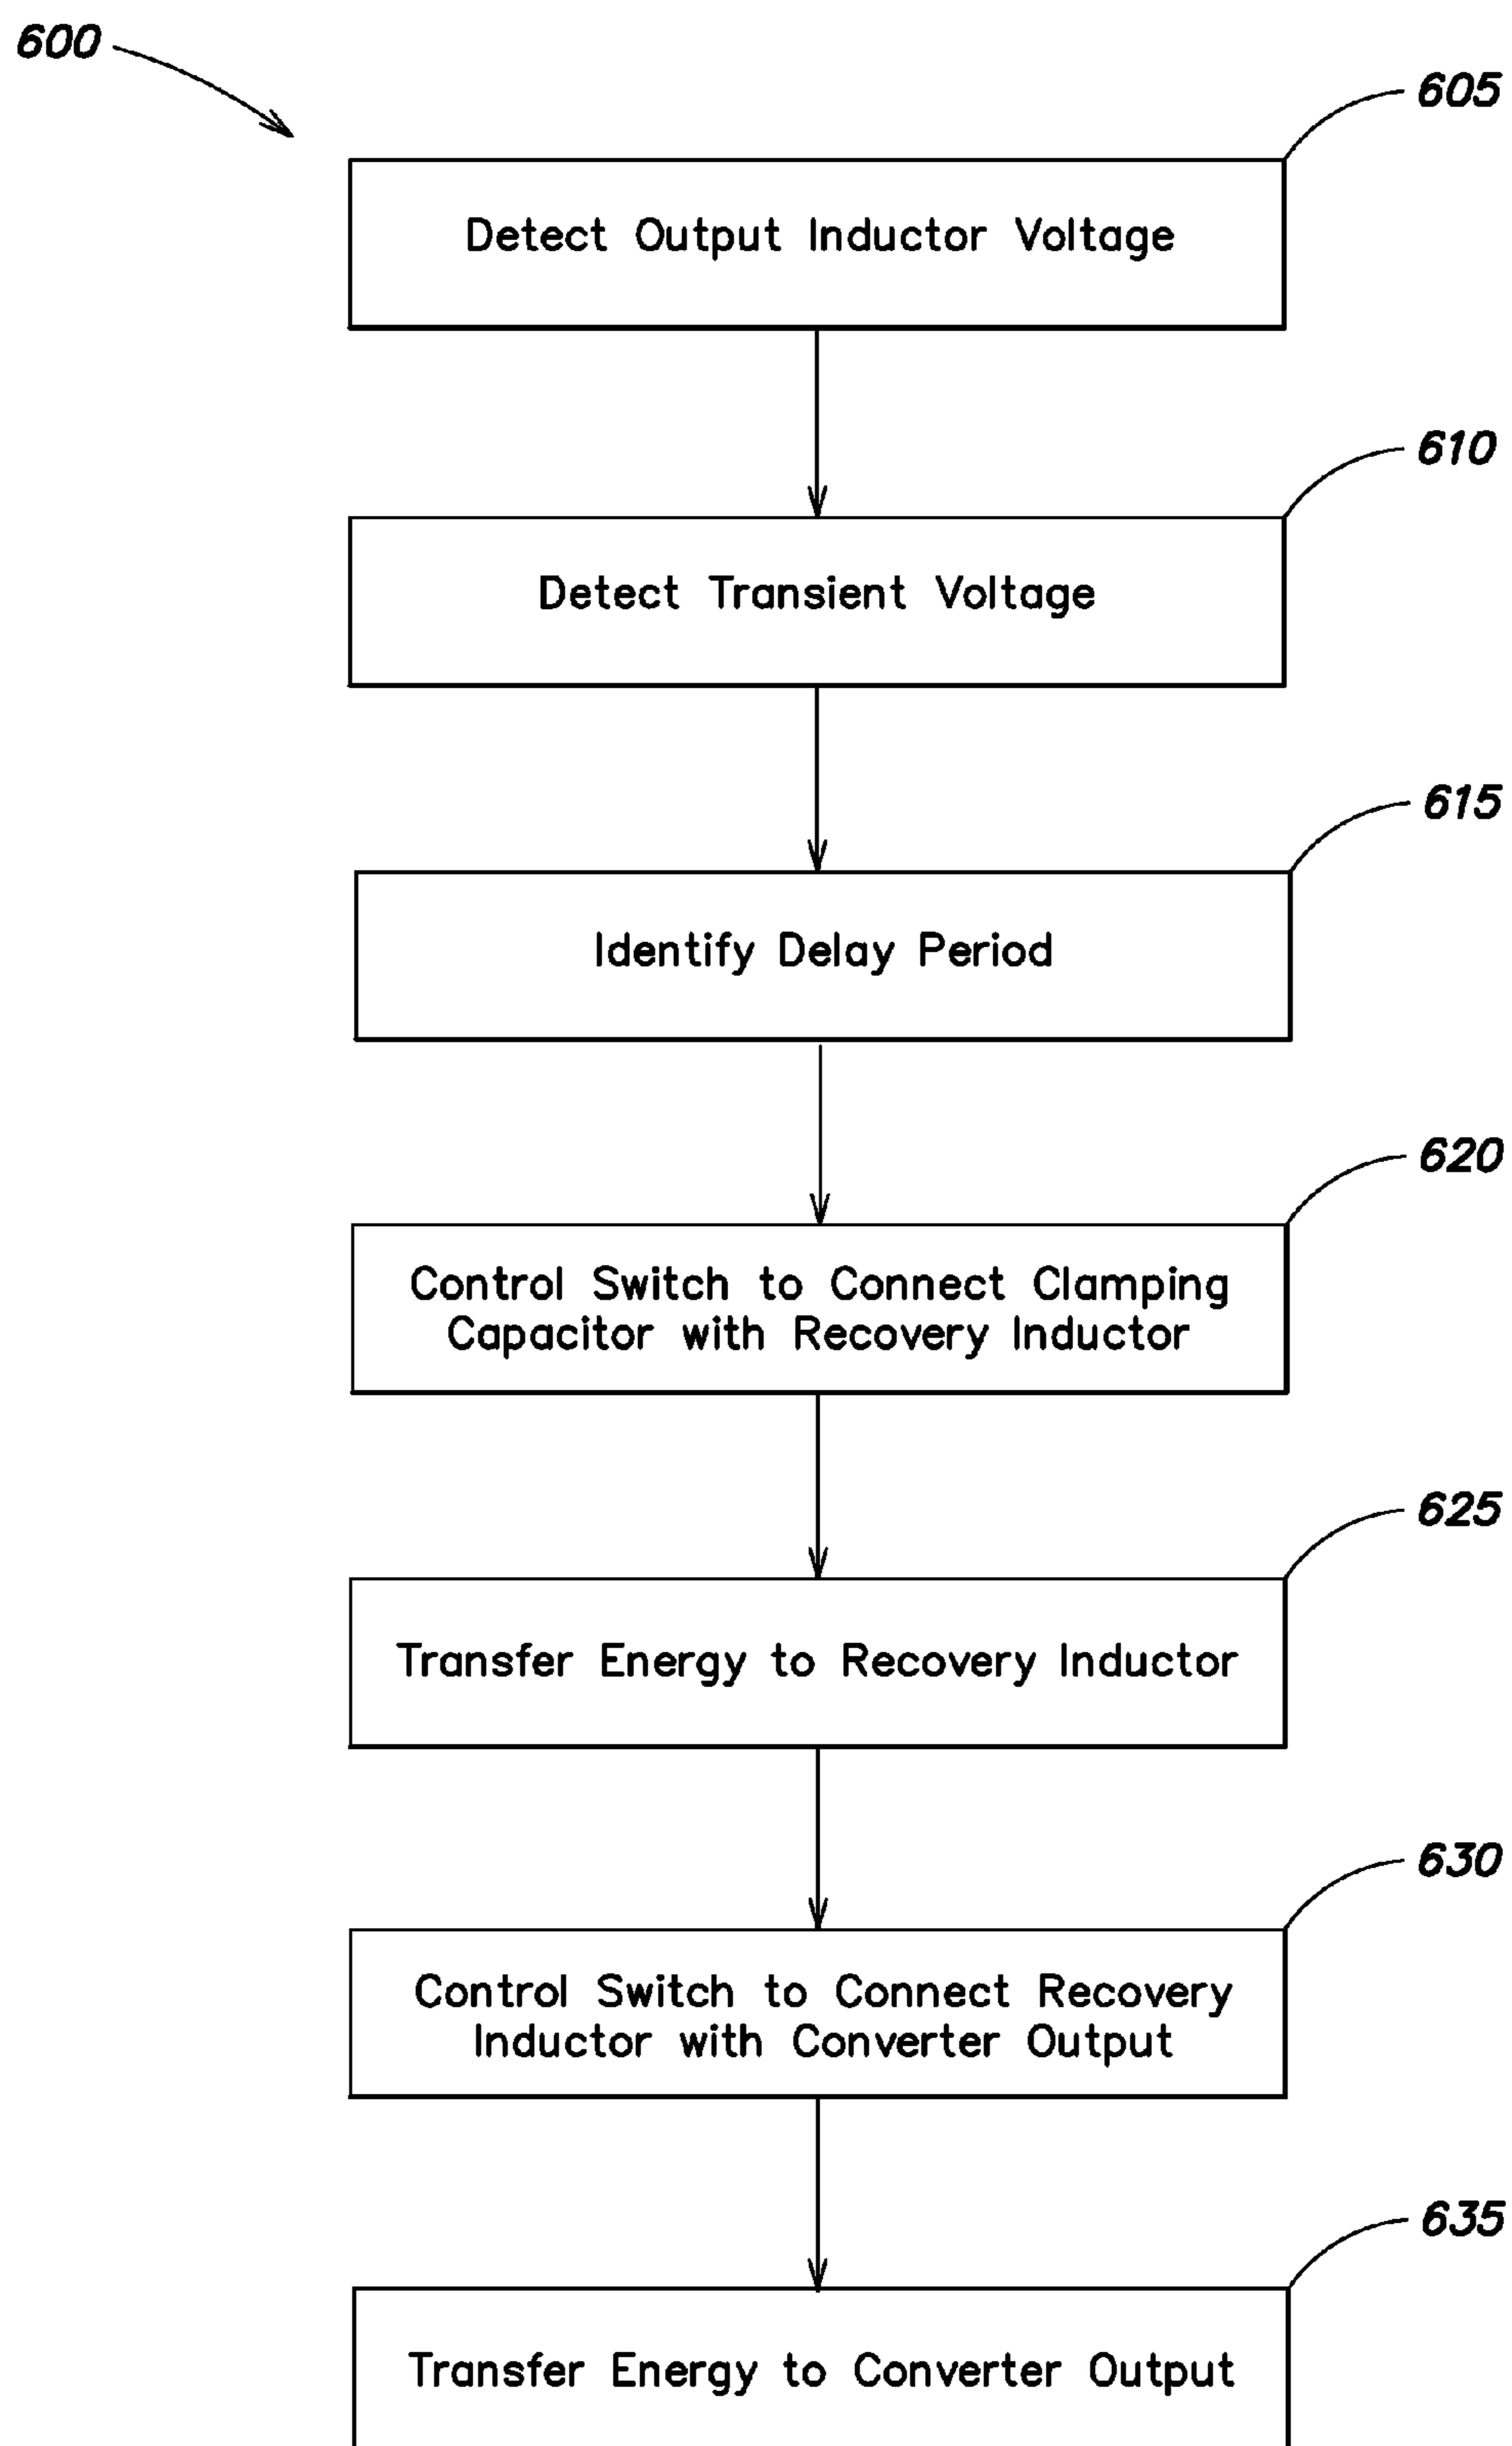 600
605
Detect Output Inductor Voltage
610
Detect Transient Voltage
615
Identify Delay Period
620
Control Switch to Connect Clamping
Capacitor with Recovery Inductor
625
Transfer Energy to Recovery Inductor
630
Control Switch to Connect Recovery
Inductor with Converter Output
635
Transfer Energy to Converter Output